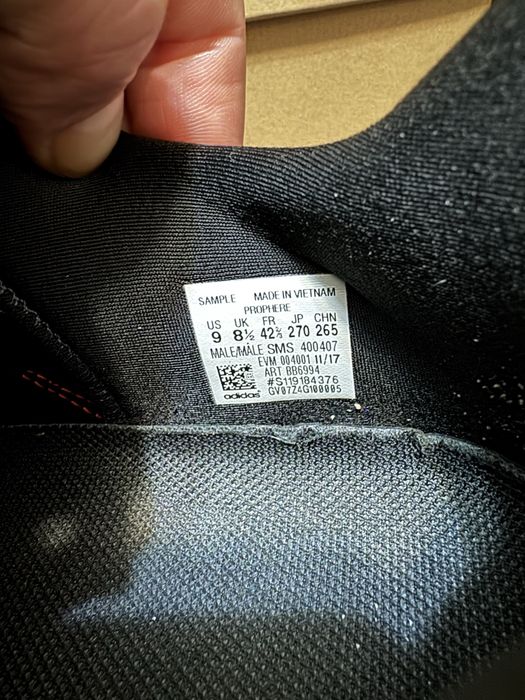 SAMPLE MADE IN VIETNAM
PROPHERE
US UK FR JP CHN
9 8½ 42⅔ 270 265
MALE/MÂLE SMS 400407
EVM 004001 11/17
ART BB6994
#S119184376
adidas GV07Z4G100005